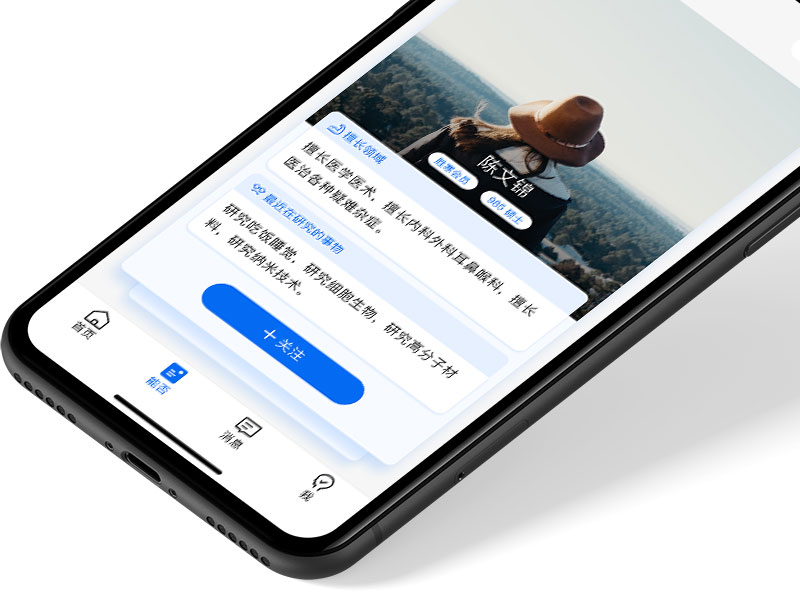 陈文锦
胜寒会员
985 硕士
擅长领域
擅长医学医术，擅长内科外科耳鼻喉科，擅长
医治各种疑难杂症。
最近在研究的事物
研究吃饭睡觉，研究细胞生物，研究高分子材
料，研究纳米技术。
十关注
首页
能否
消息
我